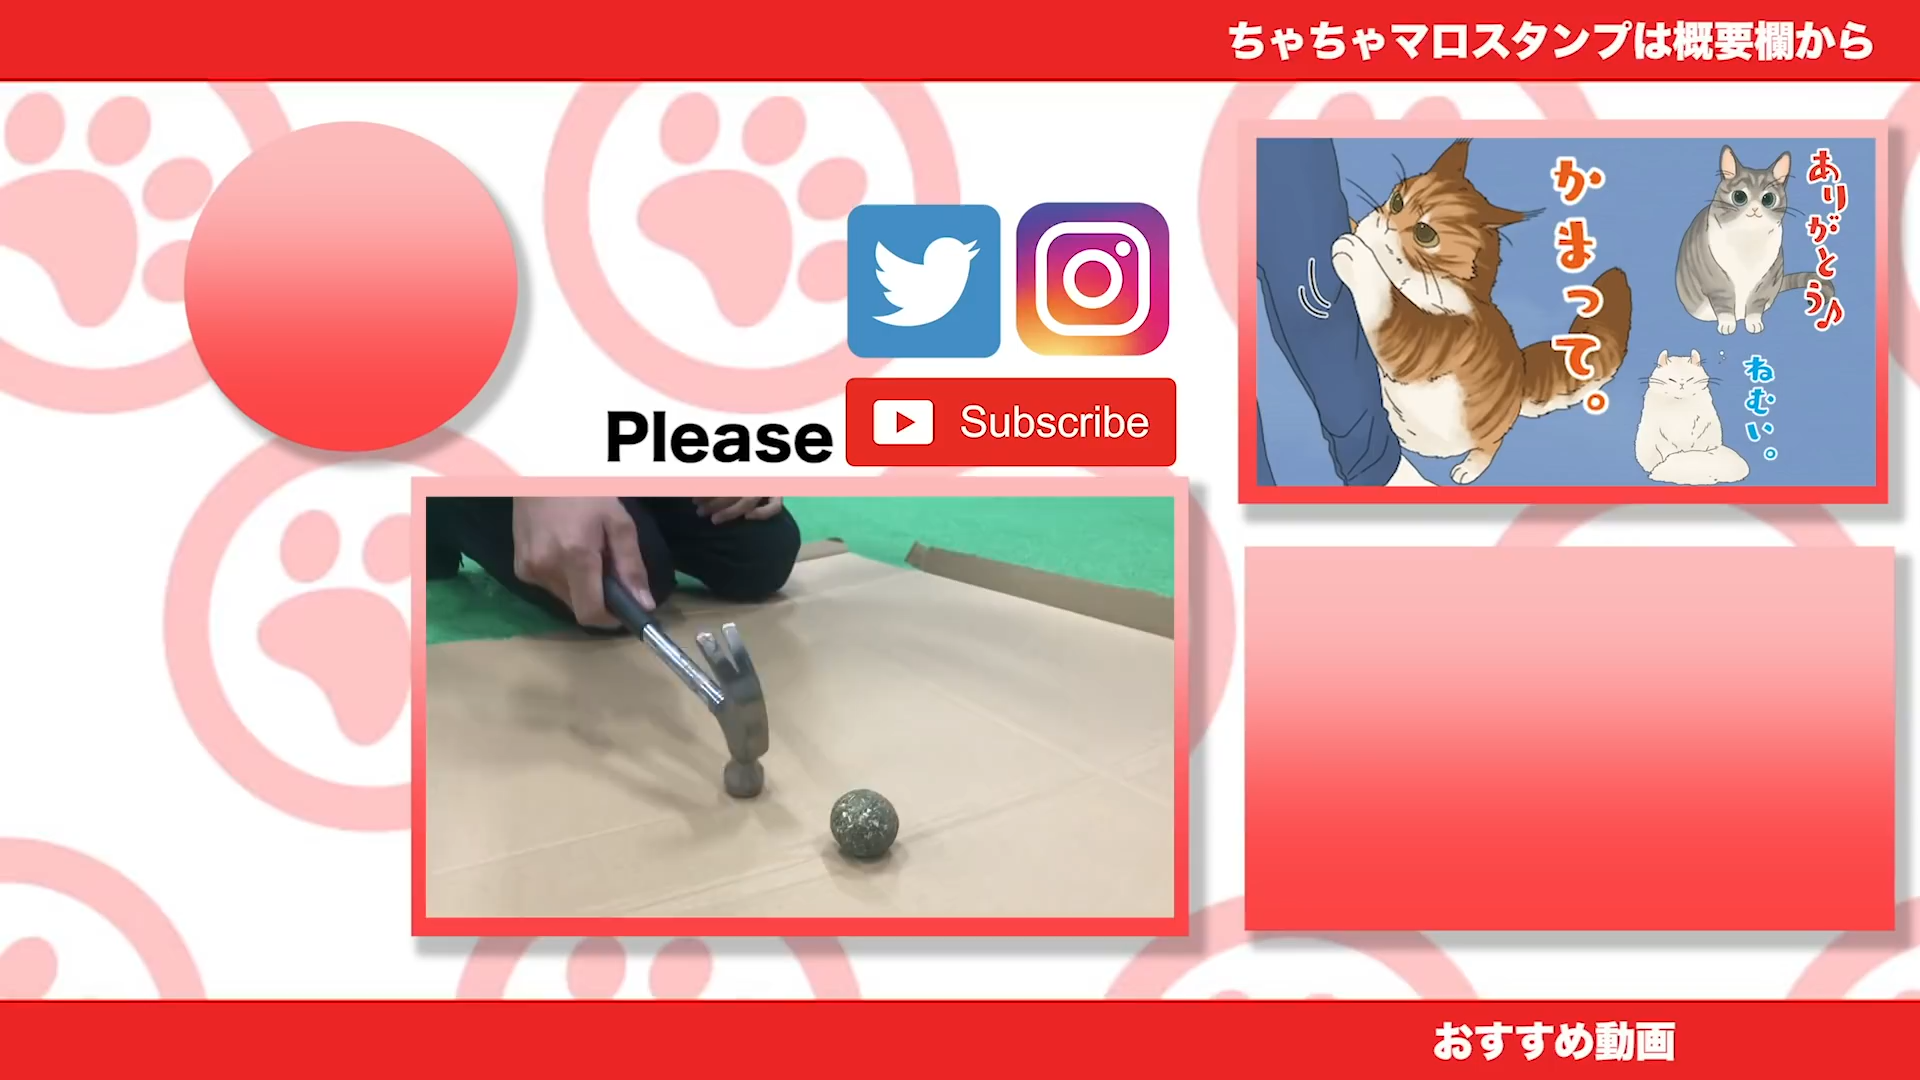 ちゃちゃマロスタンプは概要欄から
かまって。
ありがとう♪
ねむい。
Please
Subscribe
おすすめ動画